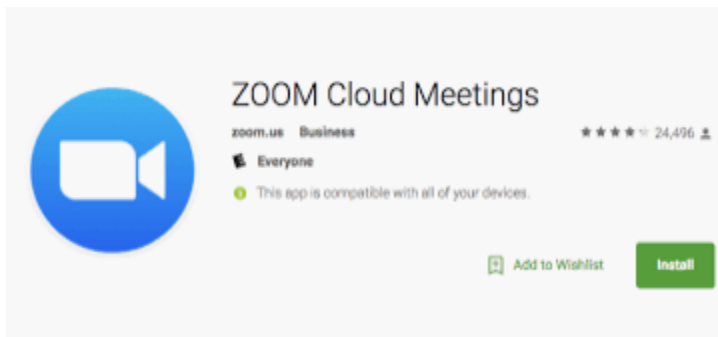 ZOOM Cloud Meetings
zoom.us Business 24,496
Everyone
This app is compatible with all of your devices.
Add to Wishlist Install